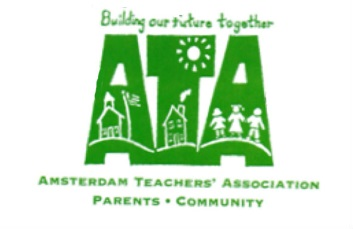 Building our future together
ATA
AMSTERDAM TEACHERS' ASSOCIATION
PARENTS • COMMUNITY